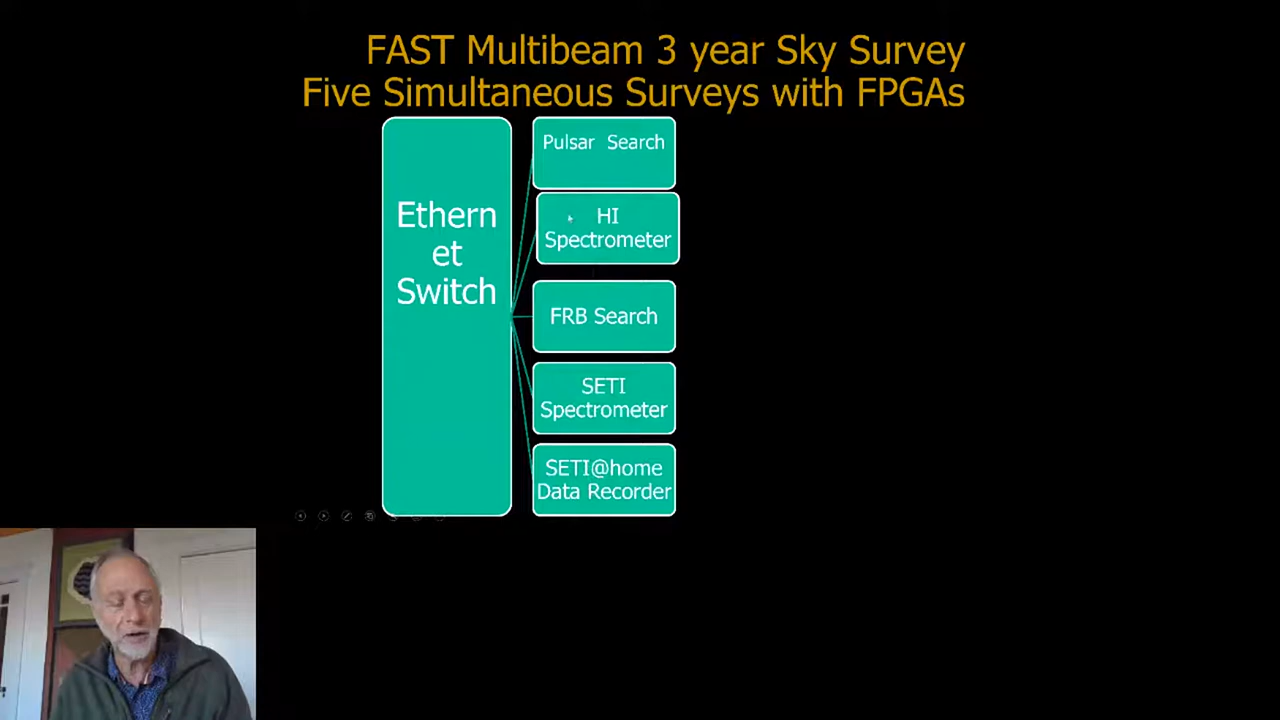 FAST Multibeam 3 year Sky Survey
Five Simultaneous Surveys with FPGAs
Ethern
et
Switch
Pulsar Search
HI
Spectrometer
FRB Search
SETI
Spectrometer
SETI@home
Data Recorder